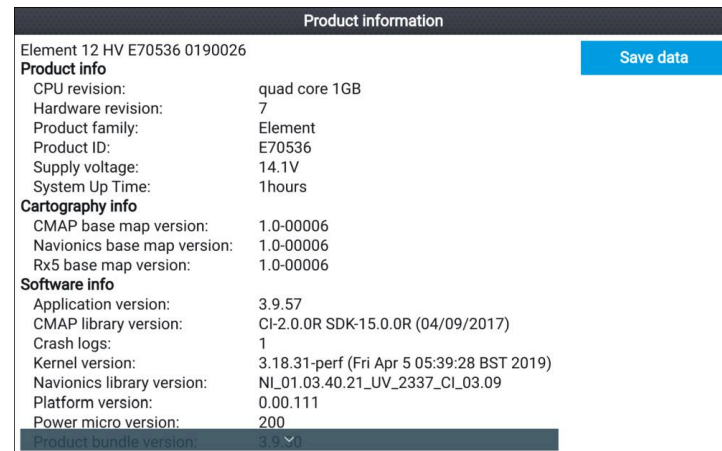 Product information
Element 12 HV E70536 0190026
Save data
Product info
CPU revision: quad core 1GB
Hardware revision: 7
Product family: Element
Product ID: E70536
Supply voltage: 14.1V
System Up Time: 1hours
Cartography info
CMAP base map version: 1.0-00006
Navionics base map version: 1.0-00006
Rx5 base map version: 1.0-00006
Software info
Application version: 3.9.57
CMAP library version: CI-2.0.0R SDK-15.0.0R (04/09/2017)
Crash logs: 1
Kernel version: 3.18.31-perf (Fri Apr 5 05:39:28 BST 2019)
Navionics library version: NI_01.03.40.21_UV_2337_CI_03.09
Platform version: 0.00.111
Power micro version: 200
Product bundle version: